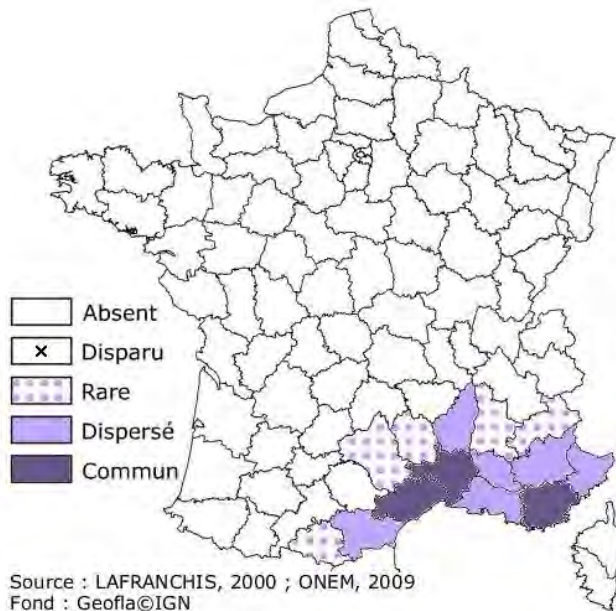 Absent
Disparu
Rare
Dispersé
Commun
Source : LAFRANCHIS, 2000 ; ONEM, 2009
Fond : Geofla©IGN